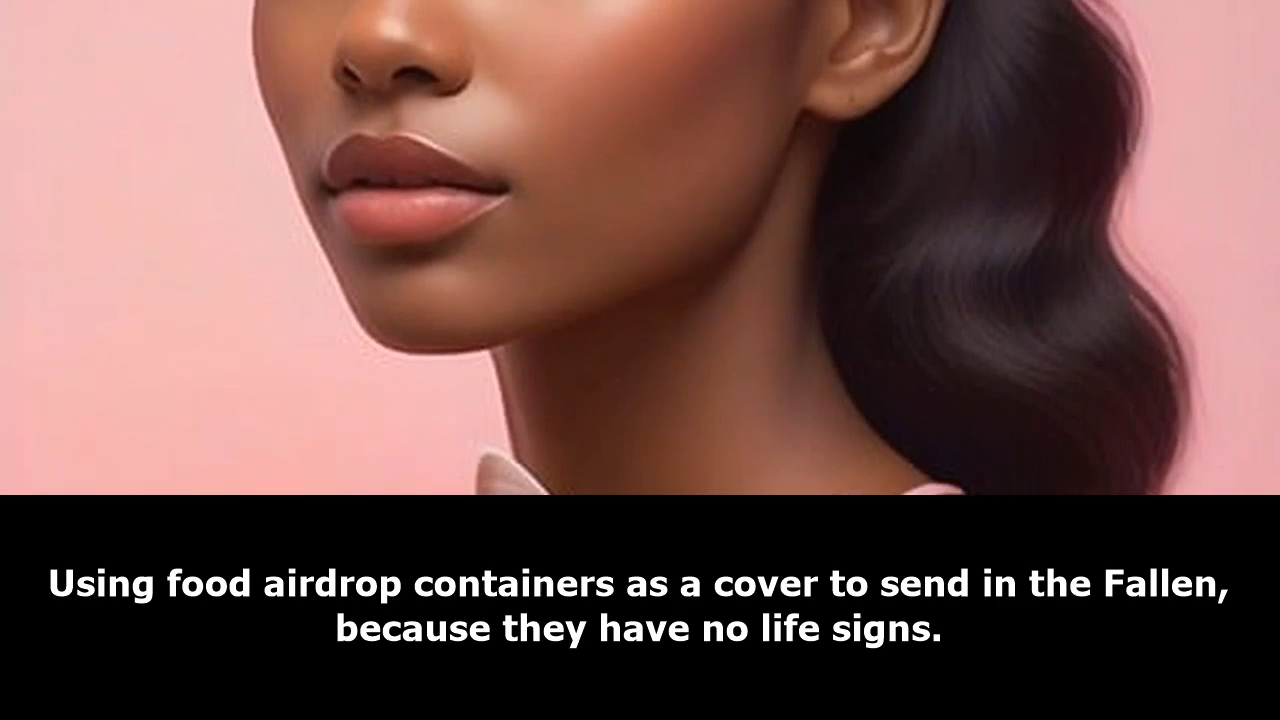 Using food airdrop containers as a cover to send in the Fallen,
because they have no life signs.